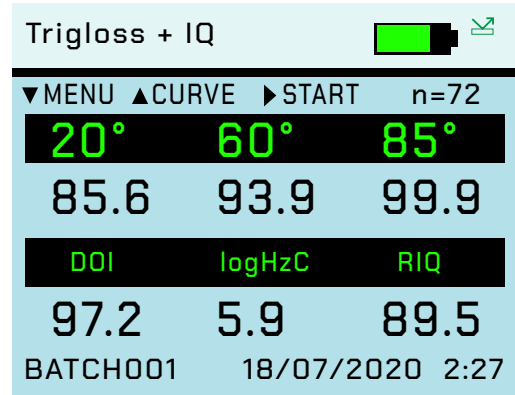 Trigloss + IQ
▼MENU ▲CURVE ▶START n=72
20° 60° 85°
85.6 93.9 99.9
DOI logHzC RIQ
97.2 5.9 89.5
BATCH001 18/07/2020 2:27